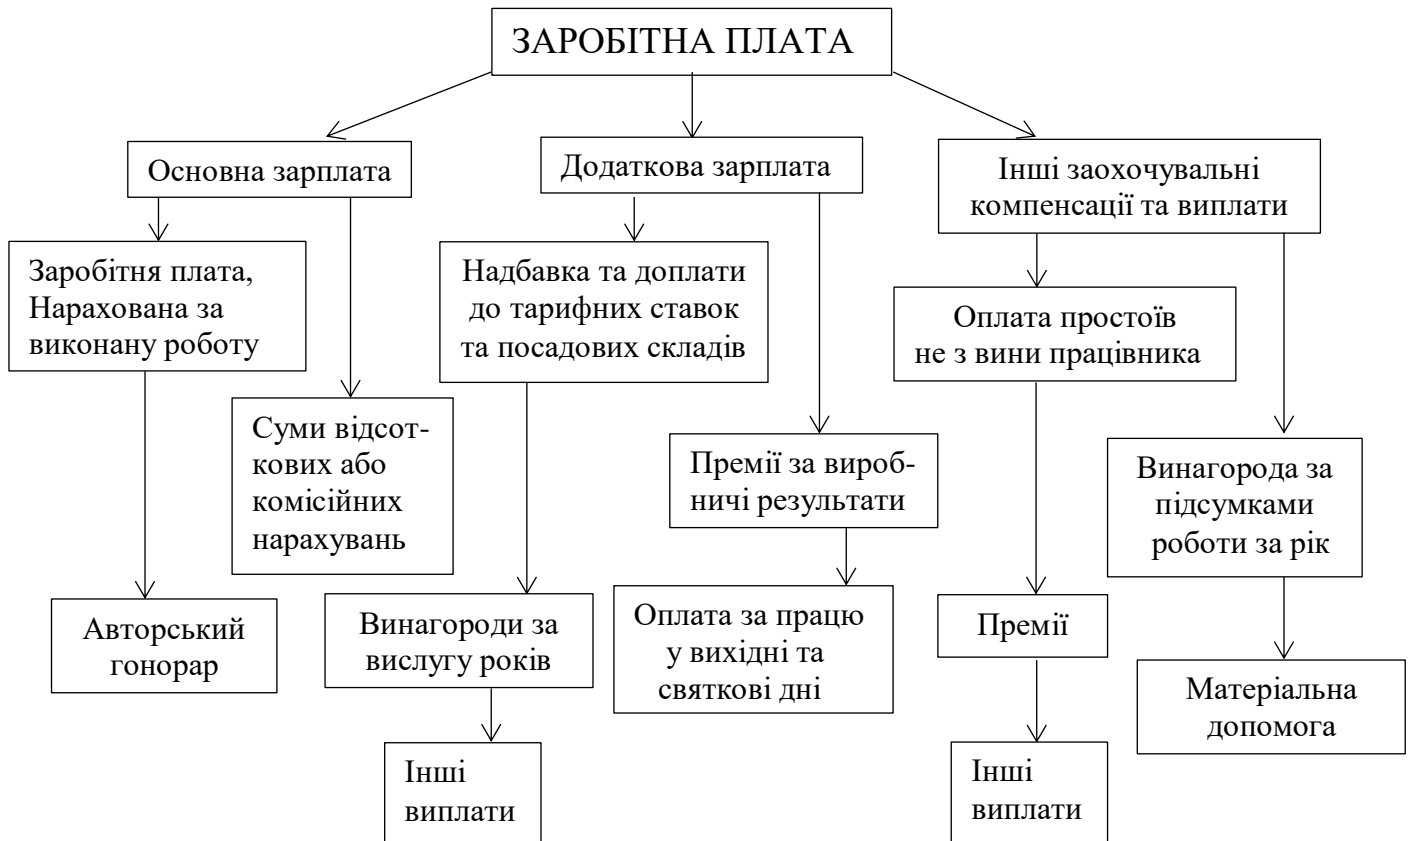 ЗАРОБІТНА ПЛАТА
Основна зарплата
Додаткова зарплата
Інші заохочувальні
компенсації та виплати
Заробітня плата,
Нарахована за
виконану роботу
Надбавка та доплати
до тарифних ставок
та посадових складів
Оплата простоїв
не з вини працівника
Суми відсот-
кових або
комісійних
нарахувань
Премії за вироб-
ничі результати
Винагорода за
підсумками
роботи за рік
Авторський
гонорар
Винагороди за
вислугу років
Оплата за працю
у вихідні та
святкові дні
Премії
Матеріальна
допомога
Інші
виплати
Інші
виплати